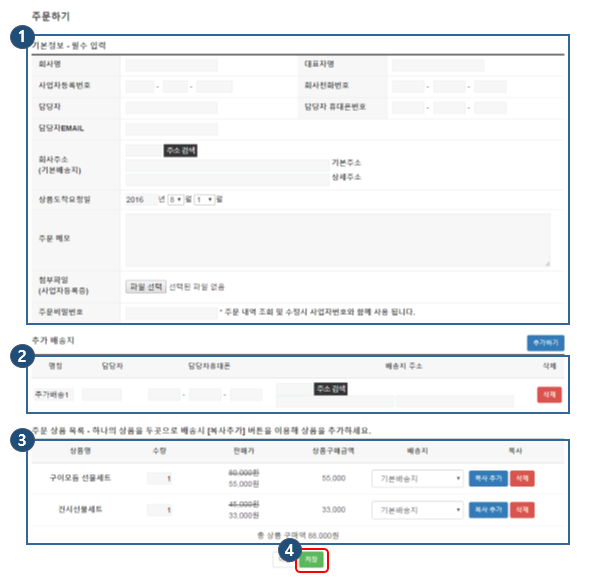 주문하기
1
기본정보 - 필수 입력
회사명 대표자명
사업자등록번호 - - 회사전화번호 - -
담당자 담당자 휴대폰번호 - -
담당자EMAIL
회사주소
(기본배송지)
주소 검색
기본주소
상세주소
상품도착요청일 2016 년 8 월 1
주문 메모
첨부파일
(사업자등록증)
파일 선택 선택된 파일 없음
주문비밀번호 * 주문 내역 조회 및 수정시 사업자번호와 함께 사용 됩니다.
추가 배송지 추가하기
2
명칭 담당자 담당자휴대폰 배송지 주소 삭제
추가배송1 - - 주소 검색 삭제
주문 상품 목록 - 하나의 상품을 두곳으로 배송시 [복사추가] 버튼을 이용해 상품을 추가하세요.
3
상품명 수량 판매가 상품구매금액 배송지 복사
구이모듬 선물세트 1 60,000원 55,000원 55,000 기본배송지 복사 추가 삭제
전시선물세트 1 45,000원 33,000원 33,000 기본배송지 복사 추가 삭제
총 상품 구매액 88,000원
4
저장